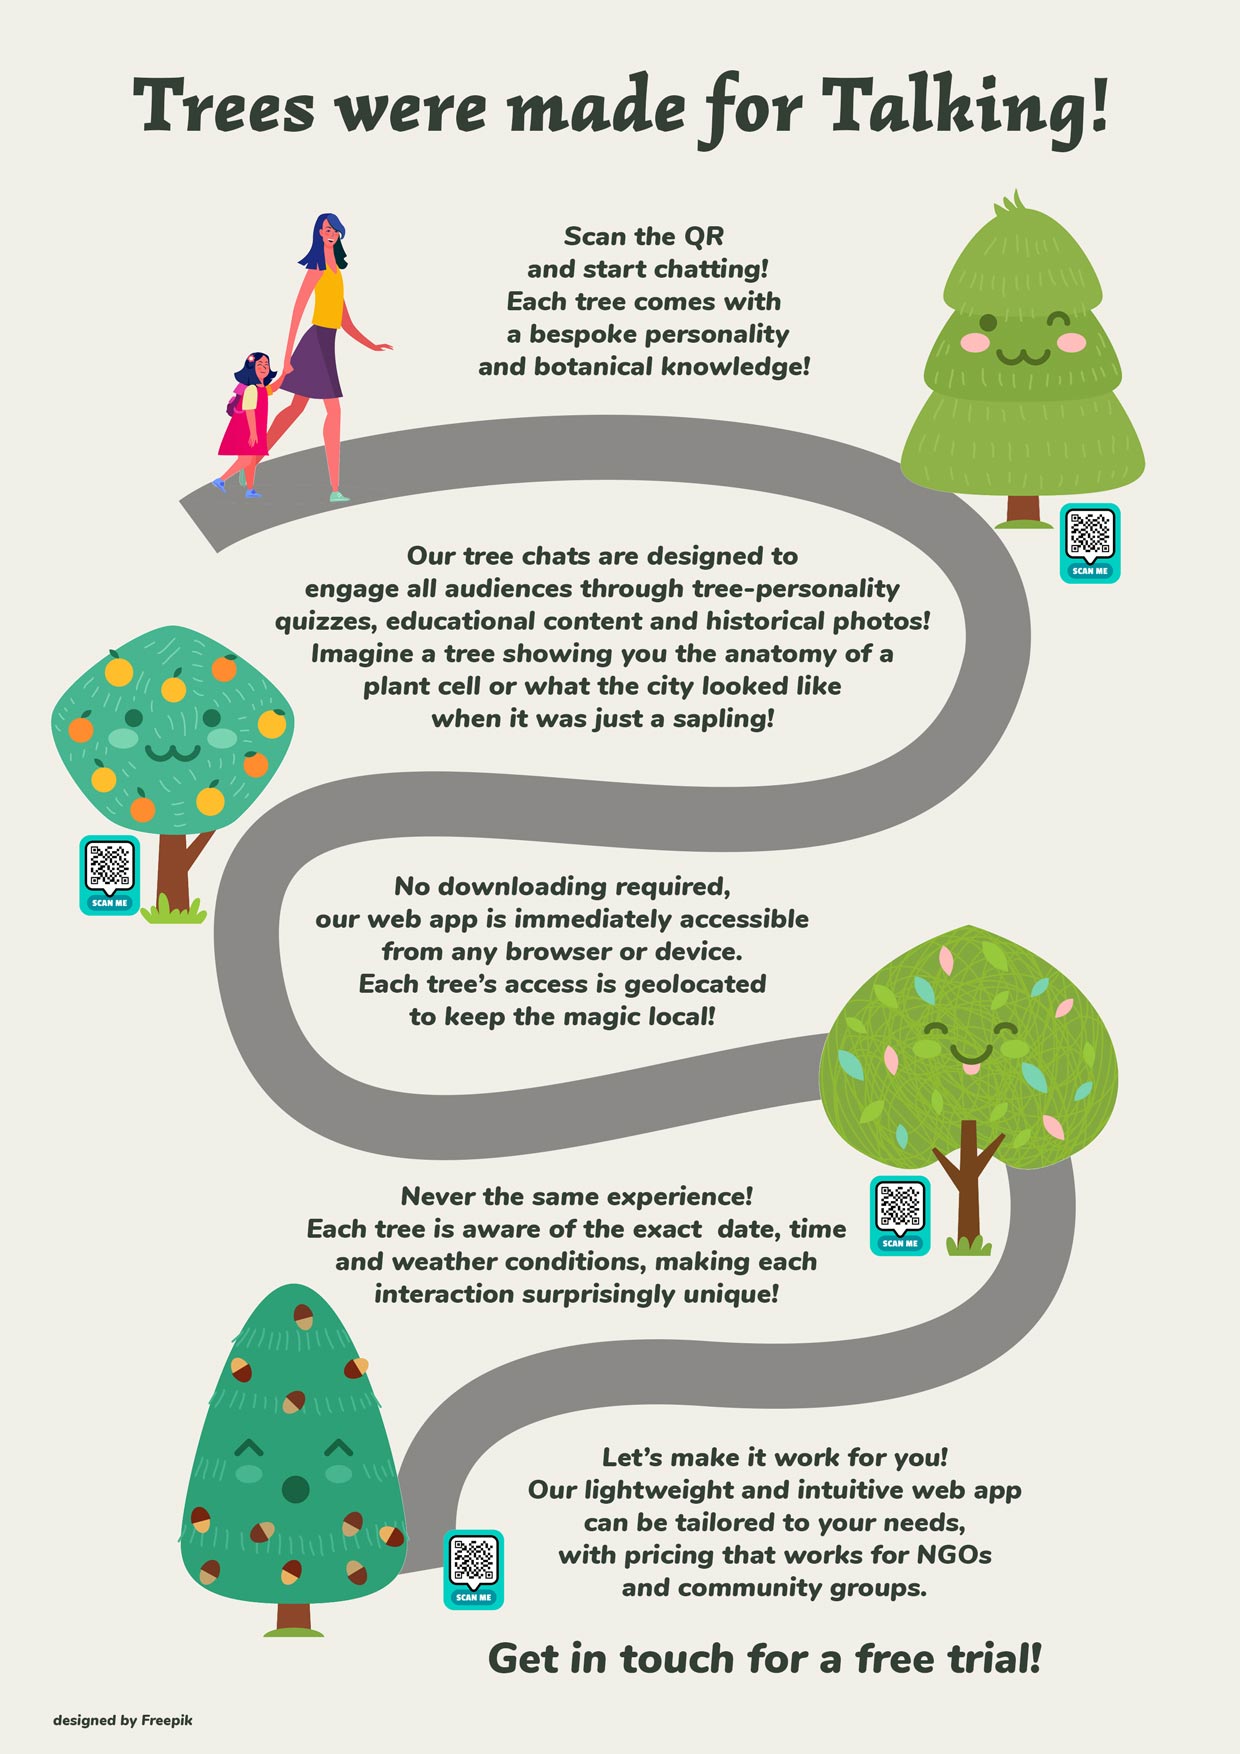 Trees were made for Talking!
Scan the QR
and start chatting!
Each tree comes with
a bespoke personality
and botanical knowledge!
SCAN ME
Our tree chats are designed to
engage all audiences through tree-personality
quizzes, educational content and historical photos!
Imagine a tree showing you the anatomy of a
plant cell or what the city looked like
when it was just a sapling!
SCAN ME
No downloading required,
our web app is immediately accessible
from any browser or device.
Each tree’s access is geolocated
to keep the magic local!
SCAN ME
Never the same experience!
Each tree is aware of the exact  date, time
and weather conditions, making each
interaction surprisingly unique!
Let’s make it work for you!
Our lightweight and intuitive web app
can be tailored to your needs,
with pricing that works for NGOs
and community groups.
SCAN ME
Get in touch for a free trial!
designed by Freepik